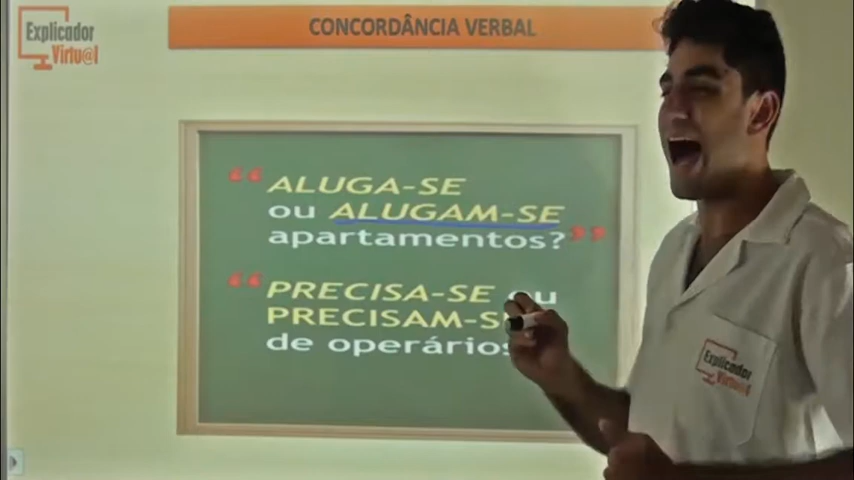 Explicador
Virtu@l
CONCORDÂNCIA VERBAL
“ ALUGA-SE
ou ALUGAM-SE
apartamentos? ”
“ PRECISA-SE ou
PRECISAM-SE
de operários
Explicador
Virtu@l